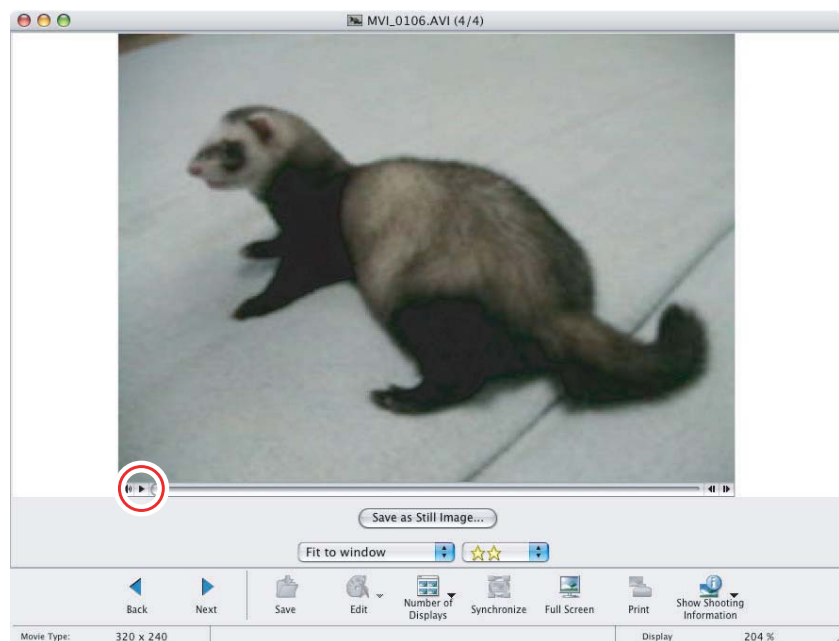 MVI_0106.AVI (4/4)
Save as Still Image...
Fit to window
Back
Next
Save
Edit
Number of
Displays
Synchronize
Full Screen
Print
Show Shooting
Information
Movie Type:
320 x 240
Display
204 %